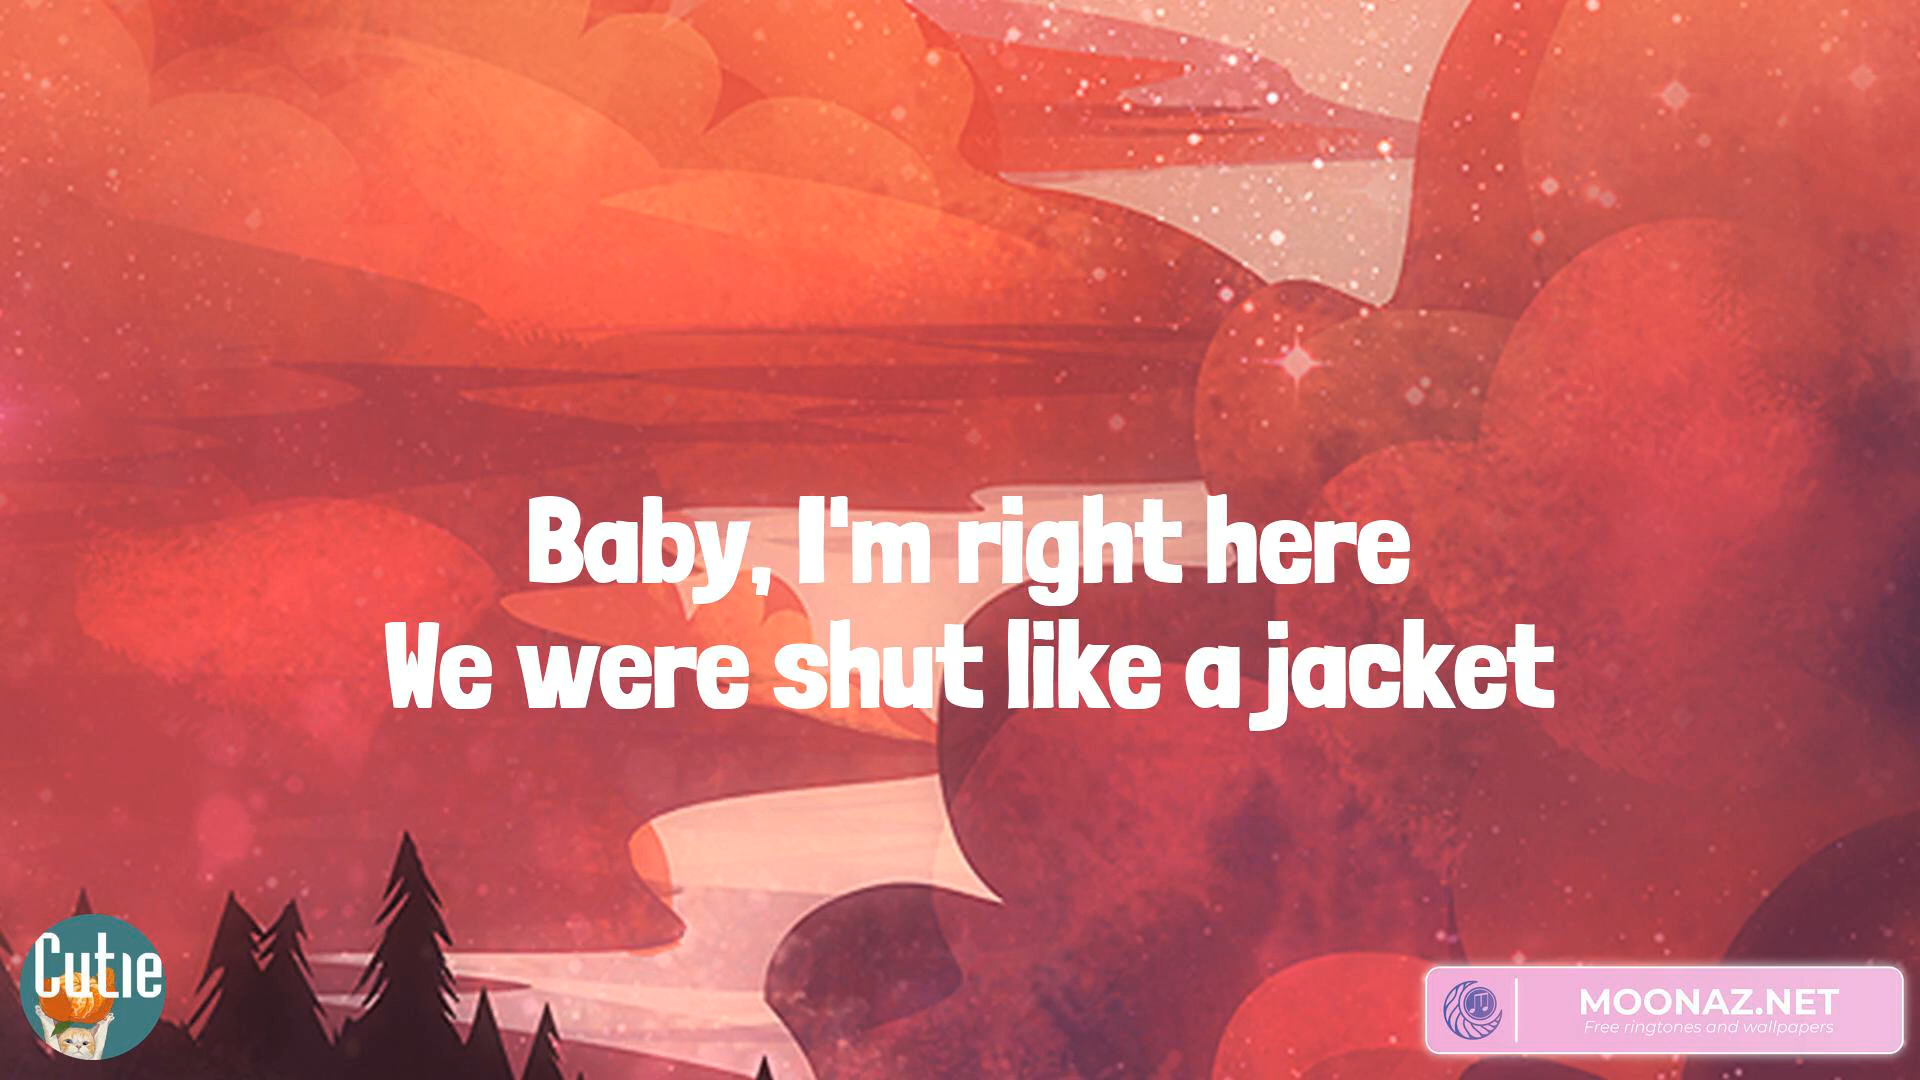 Baby, I'm right here
We were shut like a jacket
Cutie
MOONAZ.NET
Free ringtones and wallpapers